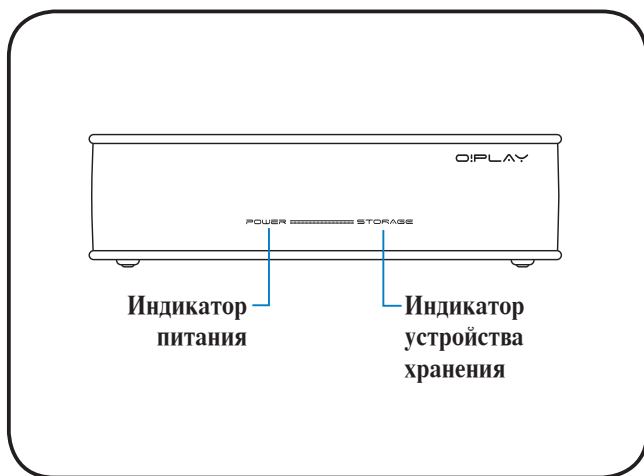 O!PLAY
POWER STORAGE
Индикатор
питания
Индикатор
устройства
хранения